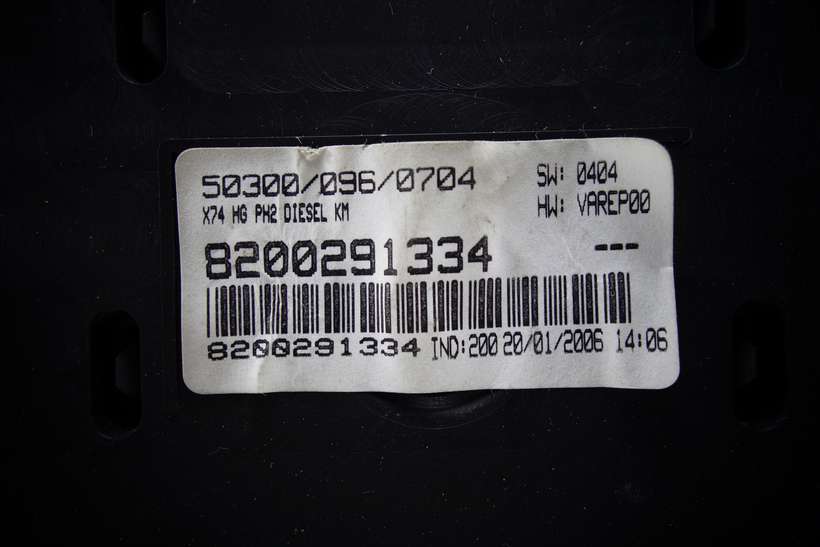 50300/096/0704 SW: 0404
X74 HG PH2 DIESEL KM HW: VAREP00
8200291334 ---
8200291334 IND:200 20/01/2006 14:06